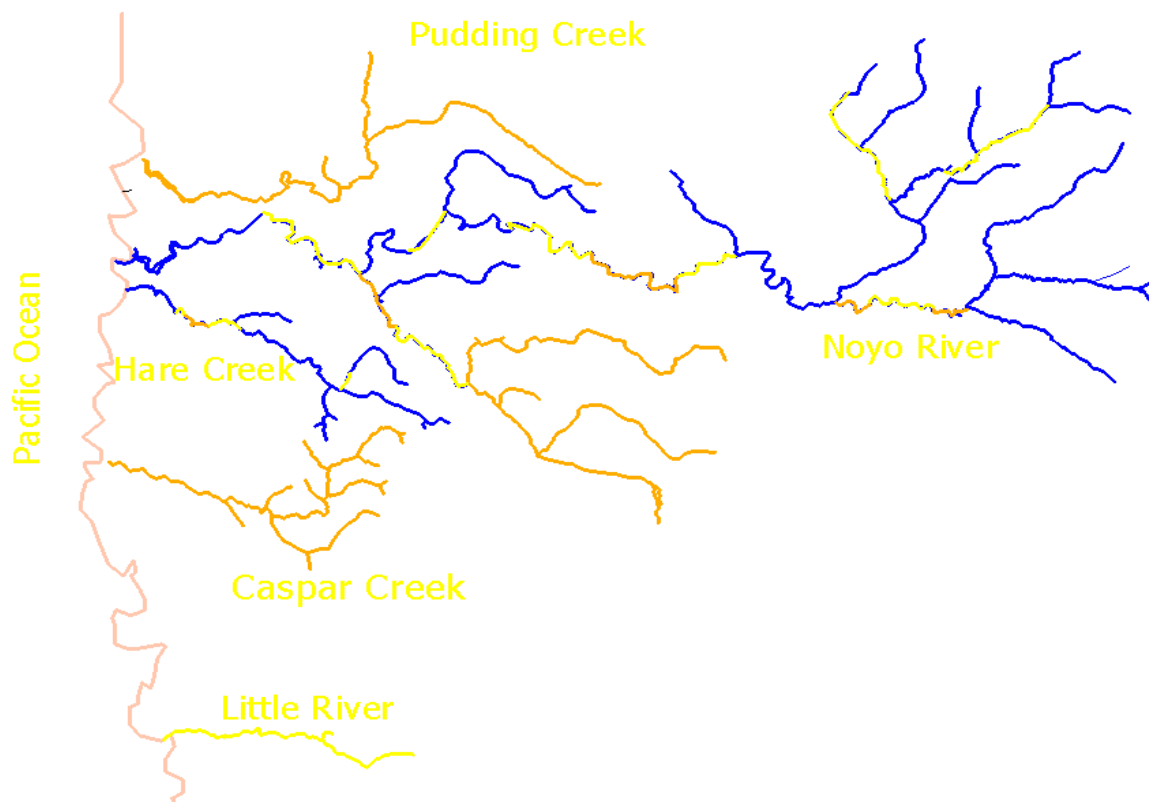 Pudding Creek
Pacific Ocean
Noyo River
Hare Creek
Caspar Creek
Little River